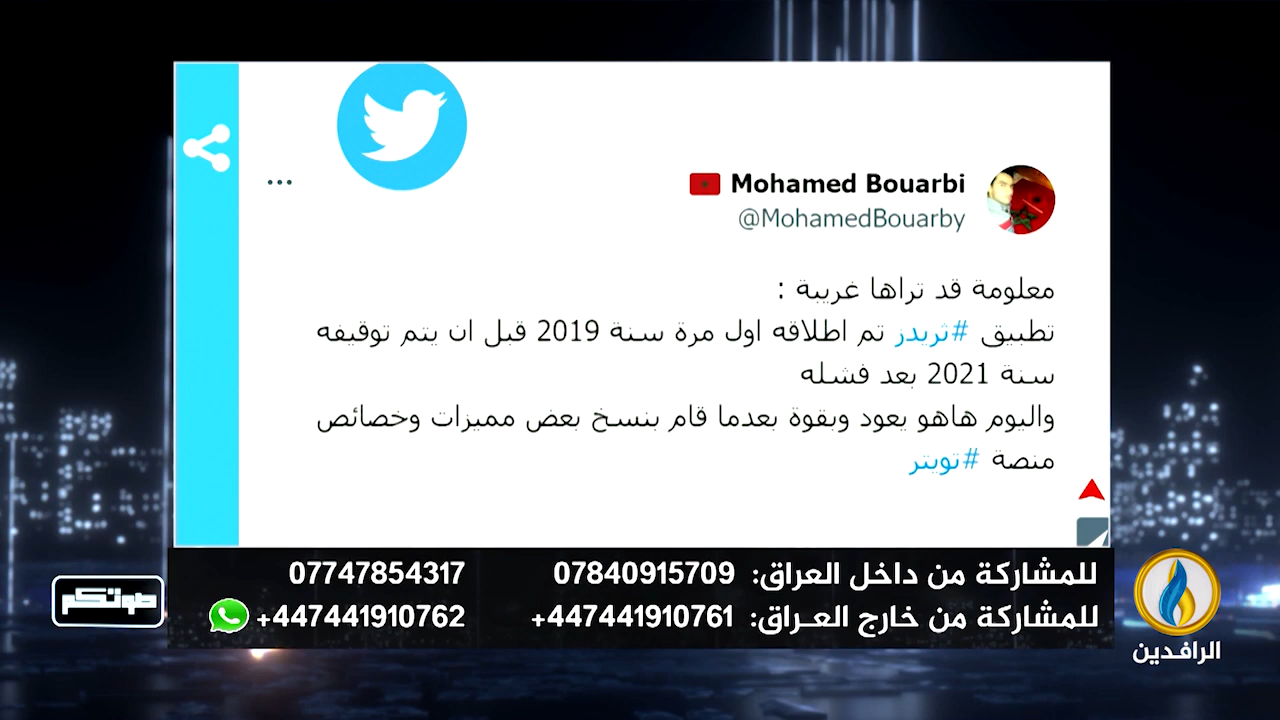 Mohamed Bouarbi
@MohamedBouarby
معلومة قد تراها غريبة :
تطبيق #ثريدز تم اطلاقه اول مرة سنة 2019 قبل ان يتم توقيفه
سنة 2021 بعد فشله
واليوم هاهو يعود وبقوة بعدما قام بنسخ بعض مميزات وخصائص
منصة #تويتر
للمشاركة من داخل العراق: 07840915709 07747854317
للمشاركة من خارج العراق: 447441910761+ 447441910762+
صوتكم
الرافدين